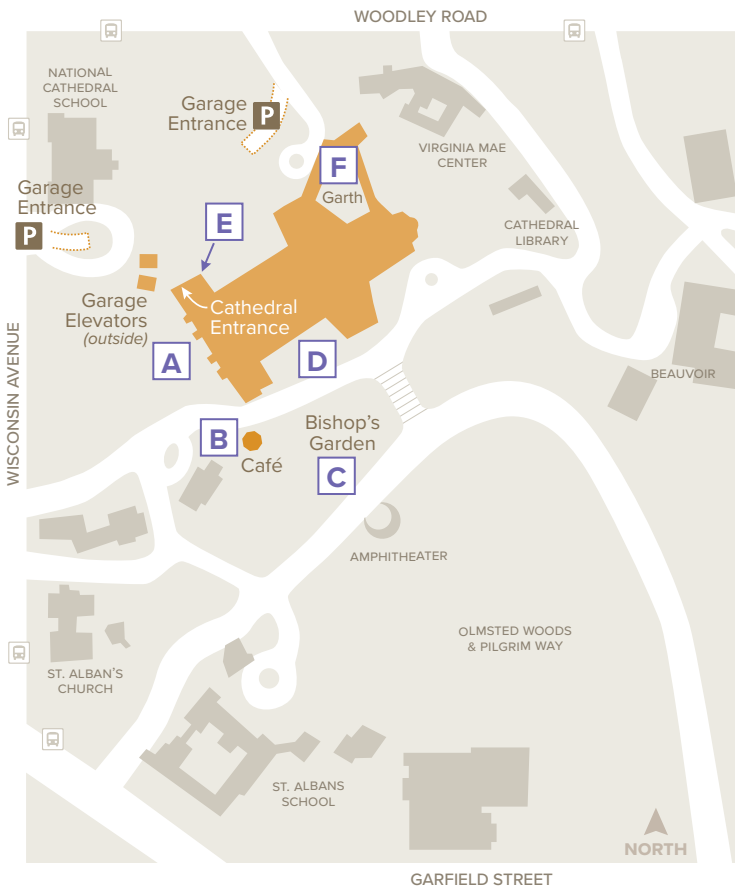 WOODLEY ROAD
NATIONAL
CATHEDRAL
SCHOOL
Garage
Entrance
P
VIRGINIA MAE
CENTER
F
Garth
Garage
Entrance
P
E
CATHEDRAL
LIBRARY
Garage
Elevators
(outside)
Cathedral
Entrance
WISCONSIN AVENUE
A
D
BEAUVOIR
B
Café
Bishop's
Garden
C
AMPHITHEATER
OLMSTED WOODS
& PILGRIM WAY
ST. ALBAN'S
CHURCH
ST. ALBANS
SCHOOL
NORTH
GARFIELD STREET